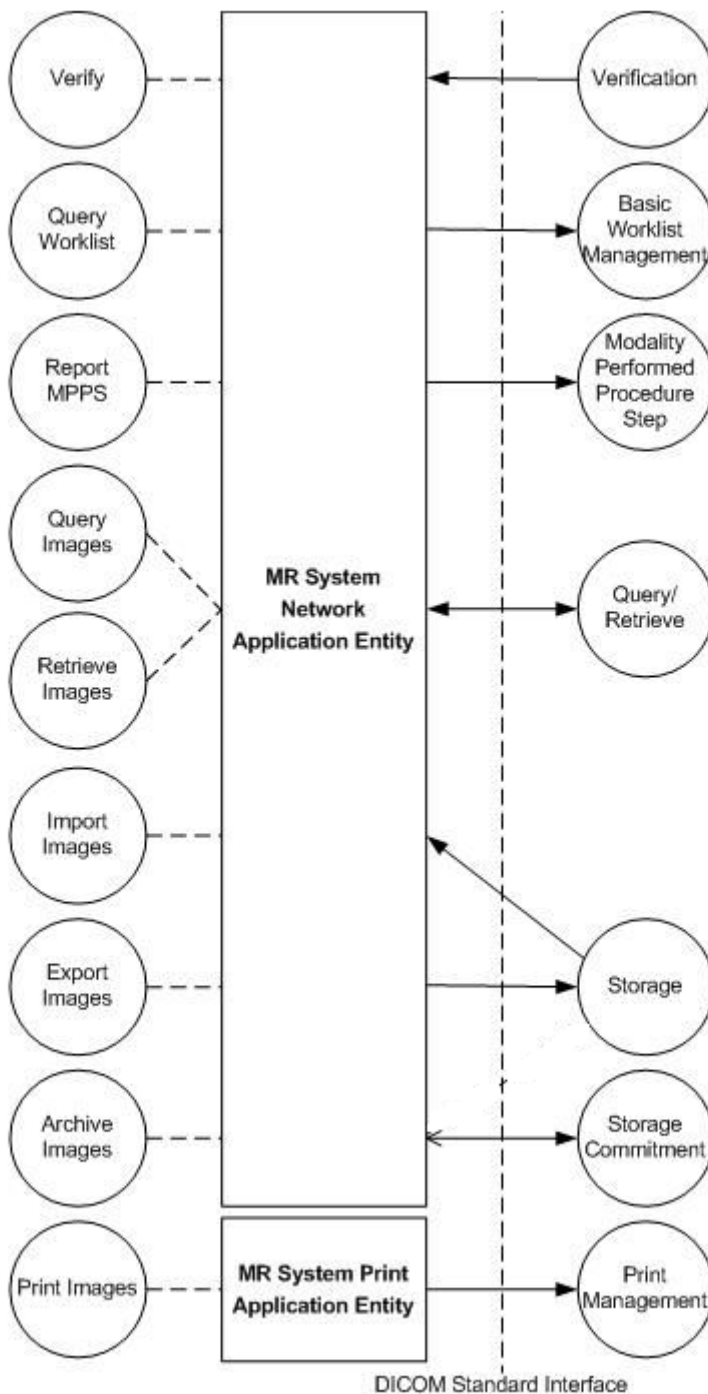 Verify
Verification
Query
Worklist
Basic
Worklist
Management
Report
MPPS
Modality
Performed
Procedure
Step
Query
Images
MR System
Network
Application Entity
Query/
Retrieve
Retrieve
Images
Import
Images
Export
Images
Storage
Archive
Images
Storage
Commitment
Print Images
MR System Print
Application Entity
Print
Management
DICOM Standard Interface